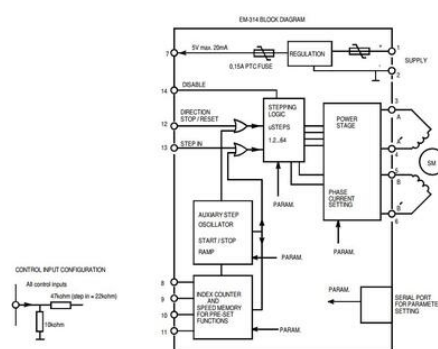 EM-314 BLOCK DIAGRAM
7
5V max. 20mA
0,15A PTC FUSE
REGULATION
+
1
-
2
SUPPLY
14
DISABLE
12
DIRECTION
STOP / RESET
13
STEP IN
STEPPING
LOGIC
µSTEPS
1.2...64
POWER
STAGE
PHASE
CURRENT
SETTING
3
A
A'
4
5
B
B'
6
SM
PARAM.
PARAM.
AUXIARY STEP
OSCILLATOR
START / STOP
RAMP
PARAM.
8
9
10
11
INDEX COUNTER
AND
SPEED MEMORY
FOR PRE-SET
FUNCTIONS
PARAM.
PARAM.
SERIAL PORT
FOR PARAMETE
SETTING
CONTROL INPUT CONFIGURATION
All control inputs
47kohm (step in = 22kohm)
10kohm